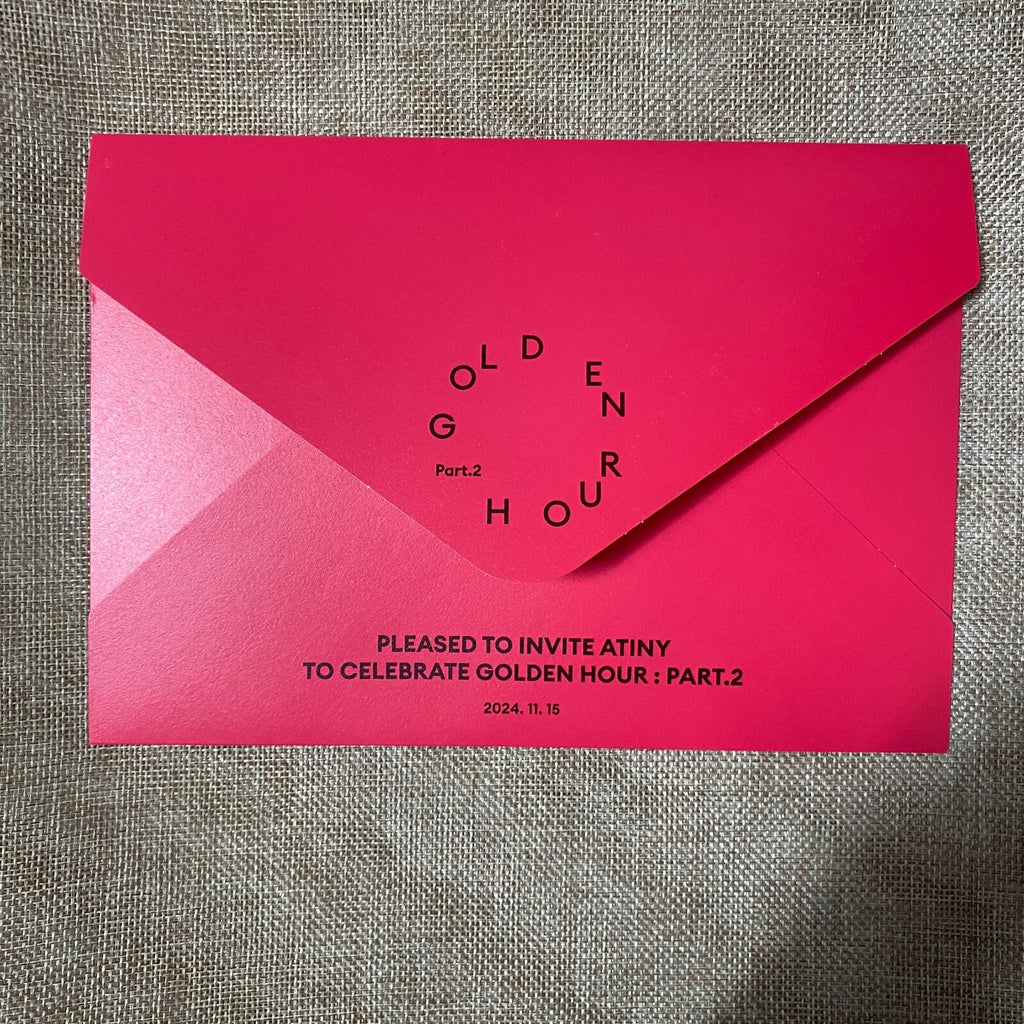 GOLDEN
HOUR
Part.2
PLEASED TO INVITE ATINY
TO CELEBRATE GOLDEN HOUR : PART.2
2024. 11. 15